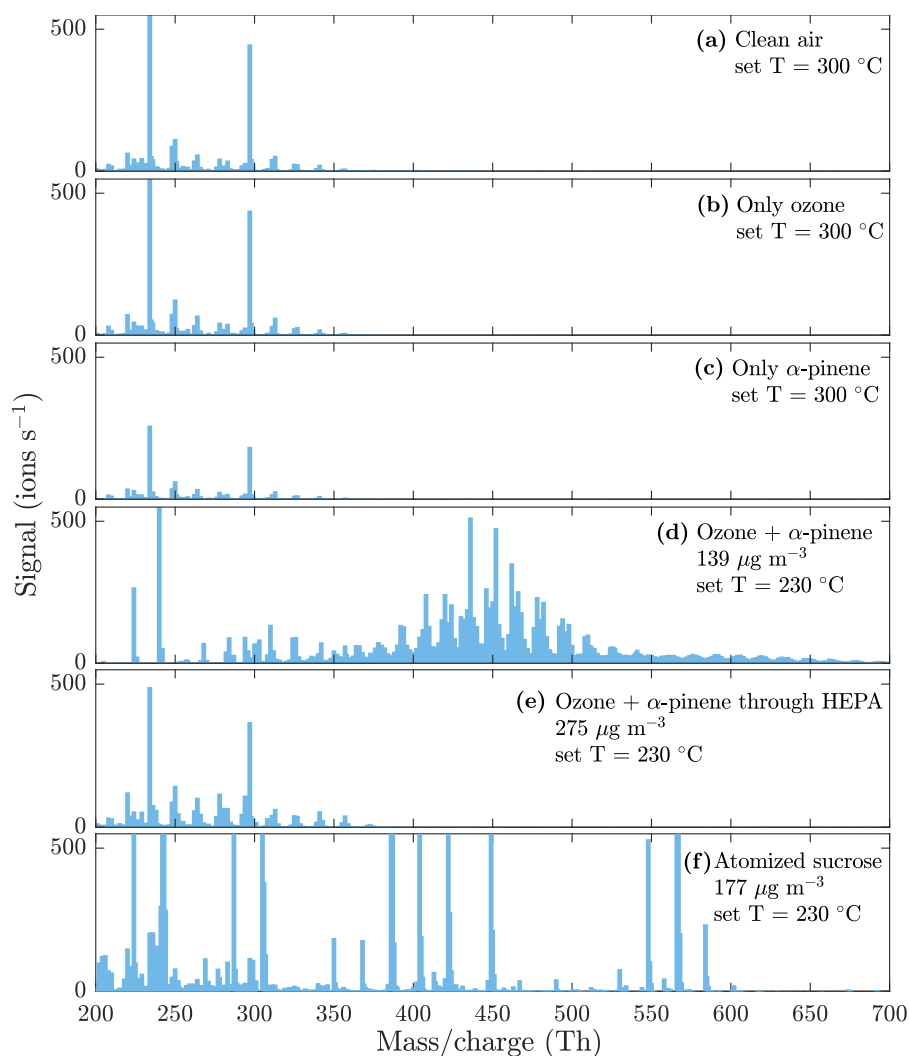 500
(a) Clean air
set T = 300 °C
0
500
(b) Only ozone
set T = 300 °C
0
500
(c) Only α-pinene
set T = 300 °C
0
Signal (ions s⁻¹)
500
(d) Ozone + α-pinene
139 μg m⁻³
set T = 230 °C
0
500
(e) Ozone + α-pinene through HEPA
275 μg m⁻³
set T = 230 °C
0
500
(f) Atomized sucrose
177 μg m⁻³
set T = 230 °C
0
200 250 300 350 400 450 500 550 600 650 700
Mass/charge (Th)